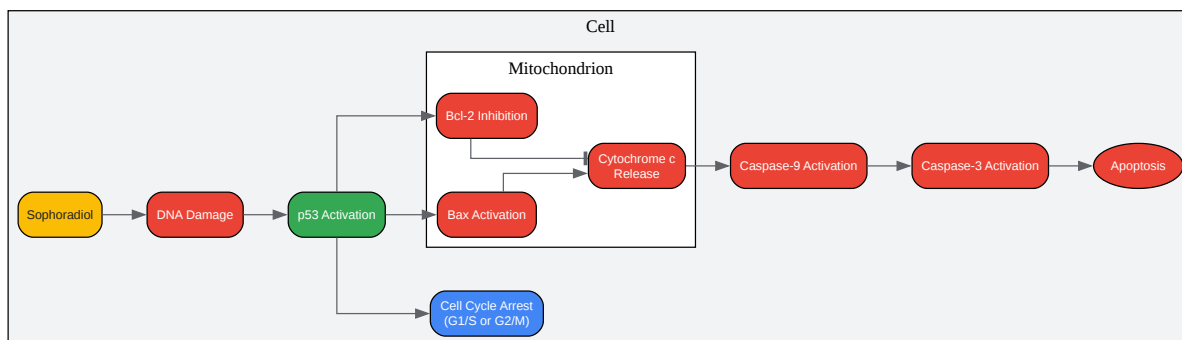 Cell
Mitochondrion
Bcl-2 Inhibition
Cytochrome c
Release
Caspase-9 Activation
Caspase-3 Activation
Apoptosis
Sophoradiol
DNA Damage
p53 Activation
Bax Activation
Cell Cycle Arrest
(G1/S or G2/M)